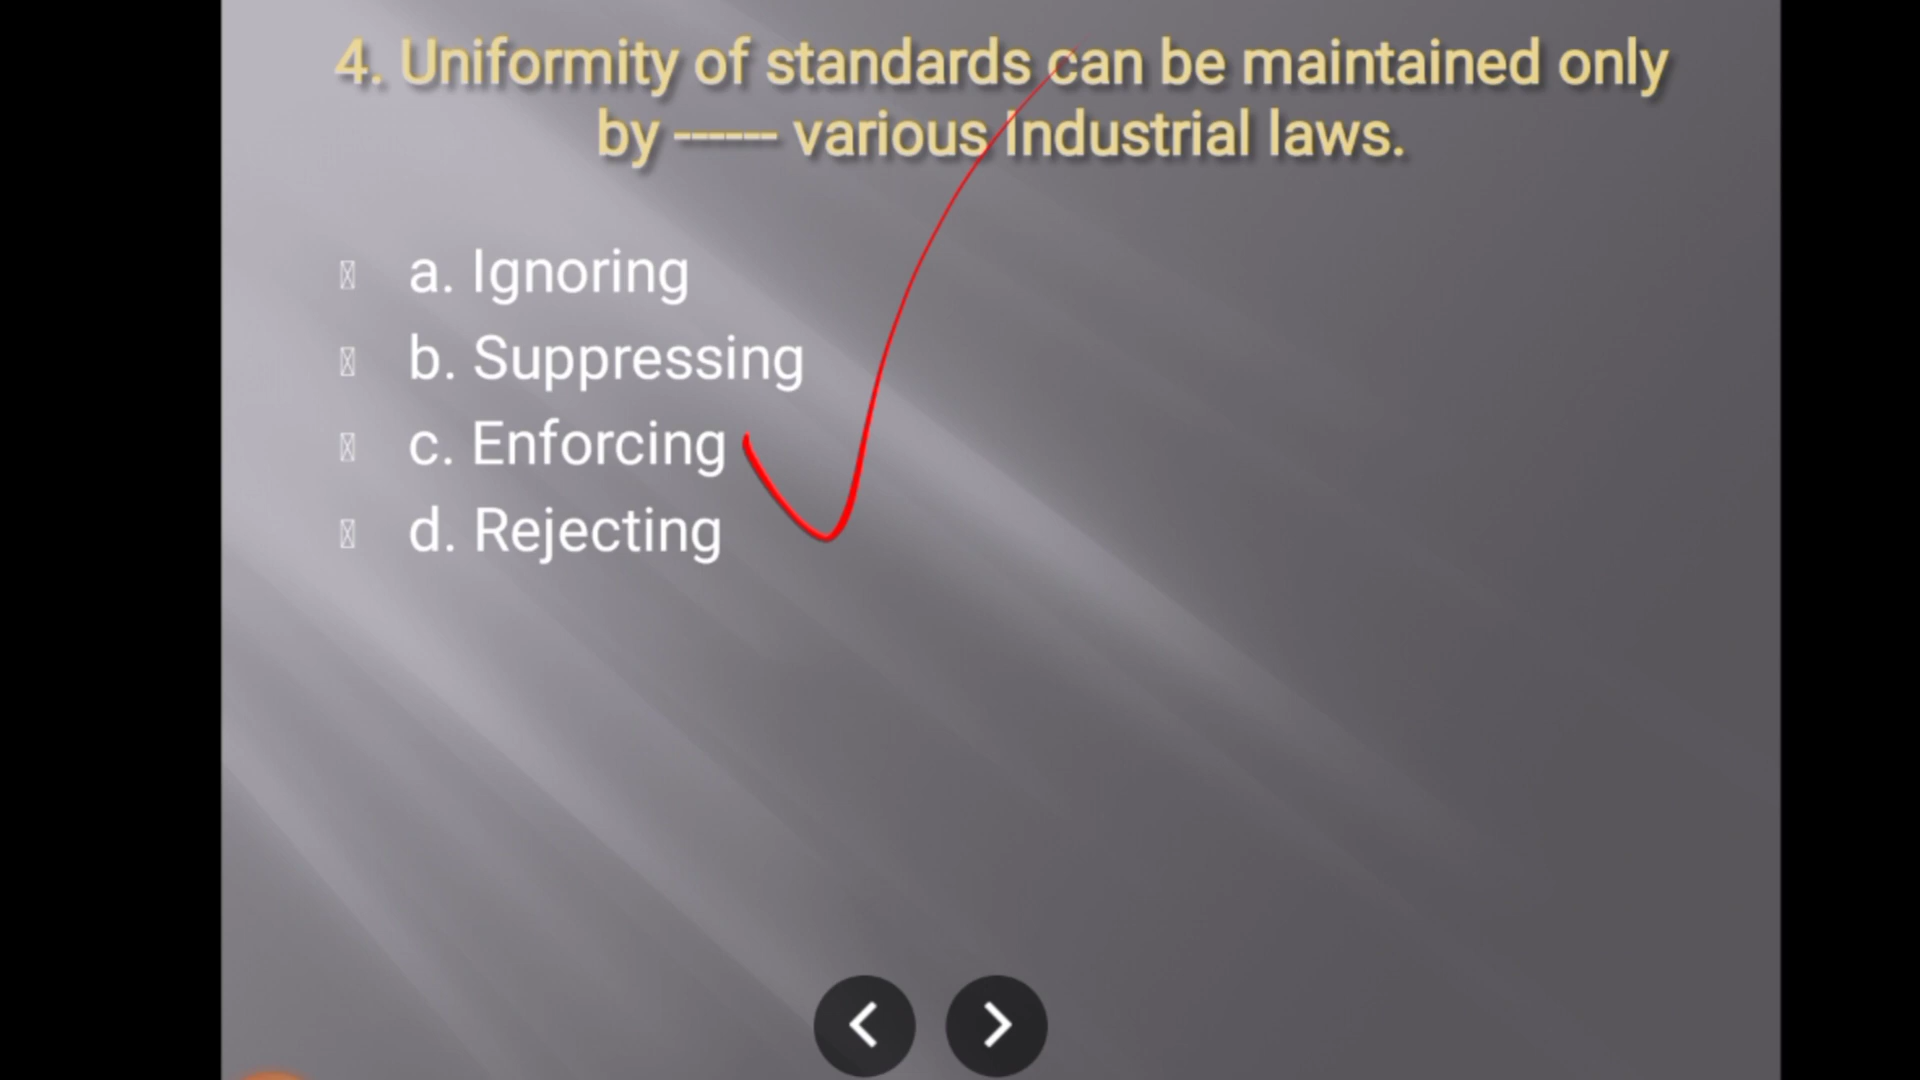 4. Uniformity of standards can be maintained only
by ------ various Industrial laws.
a. Ignoring
b. Suppressing
c. Enforcing
d. Rejecting